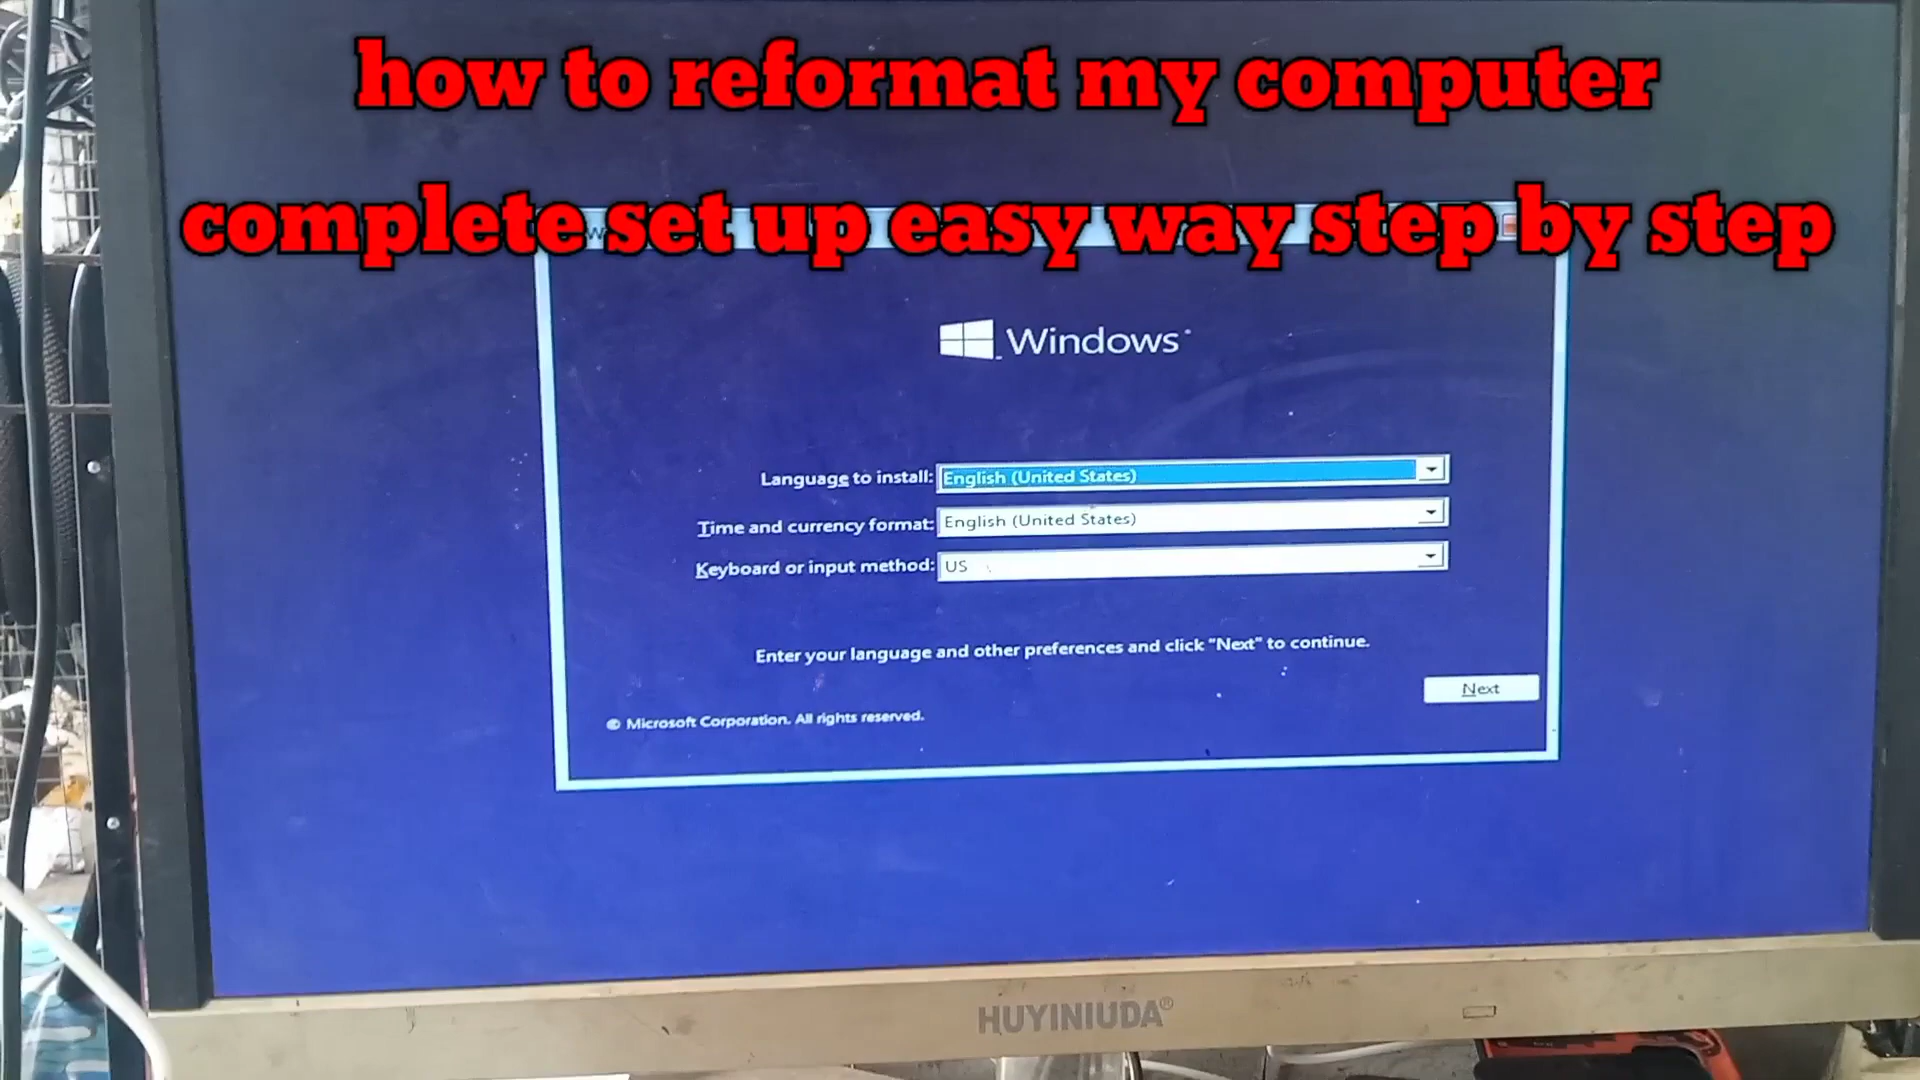 how to reformat my computer
complete set up easy way step by step
Windows
Language to install: English (United States)
Time and currency format: English (United States)
Keyboard or input method: US
Enter your language and other preferences and click "Next" to continue.
Next
© Microsoft Corporation. All rights reserved.
HUYINIUDA®